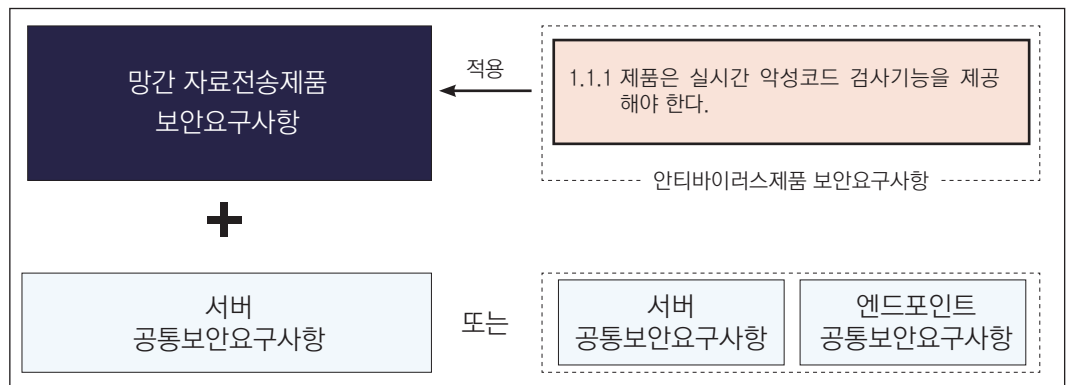 망간 자료전송제품
보안요구사항
적용
1.1.1 제품은 실시간 악성코드 검사기능을 제공
해야 한다.
안티바이러스제품 보안요구사항
서버
공통보안요구사항
또는
서버
공통보안요구사항
엔드포인트
공통보안요구사항